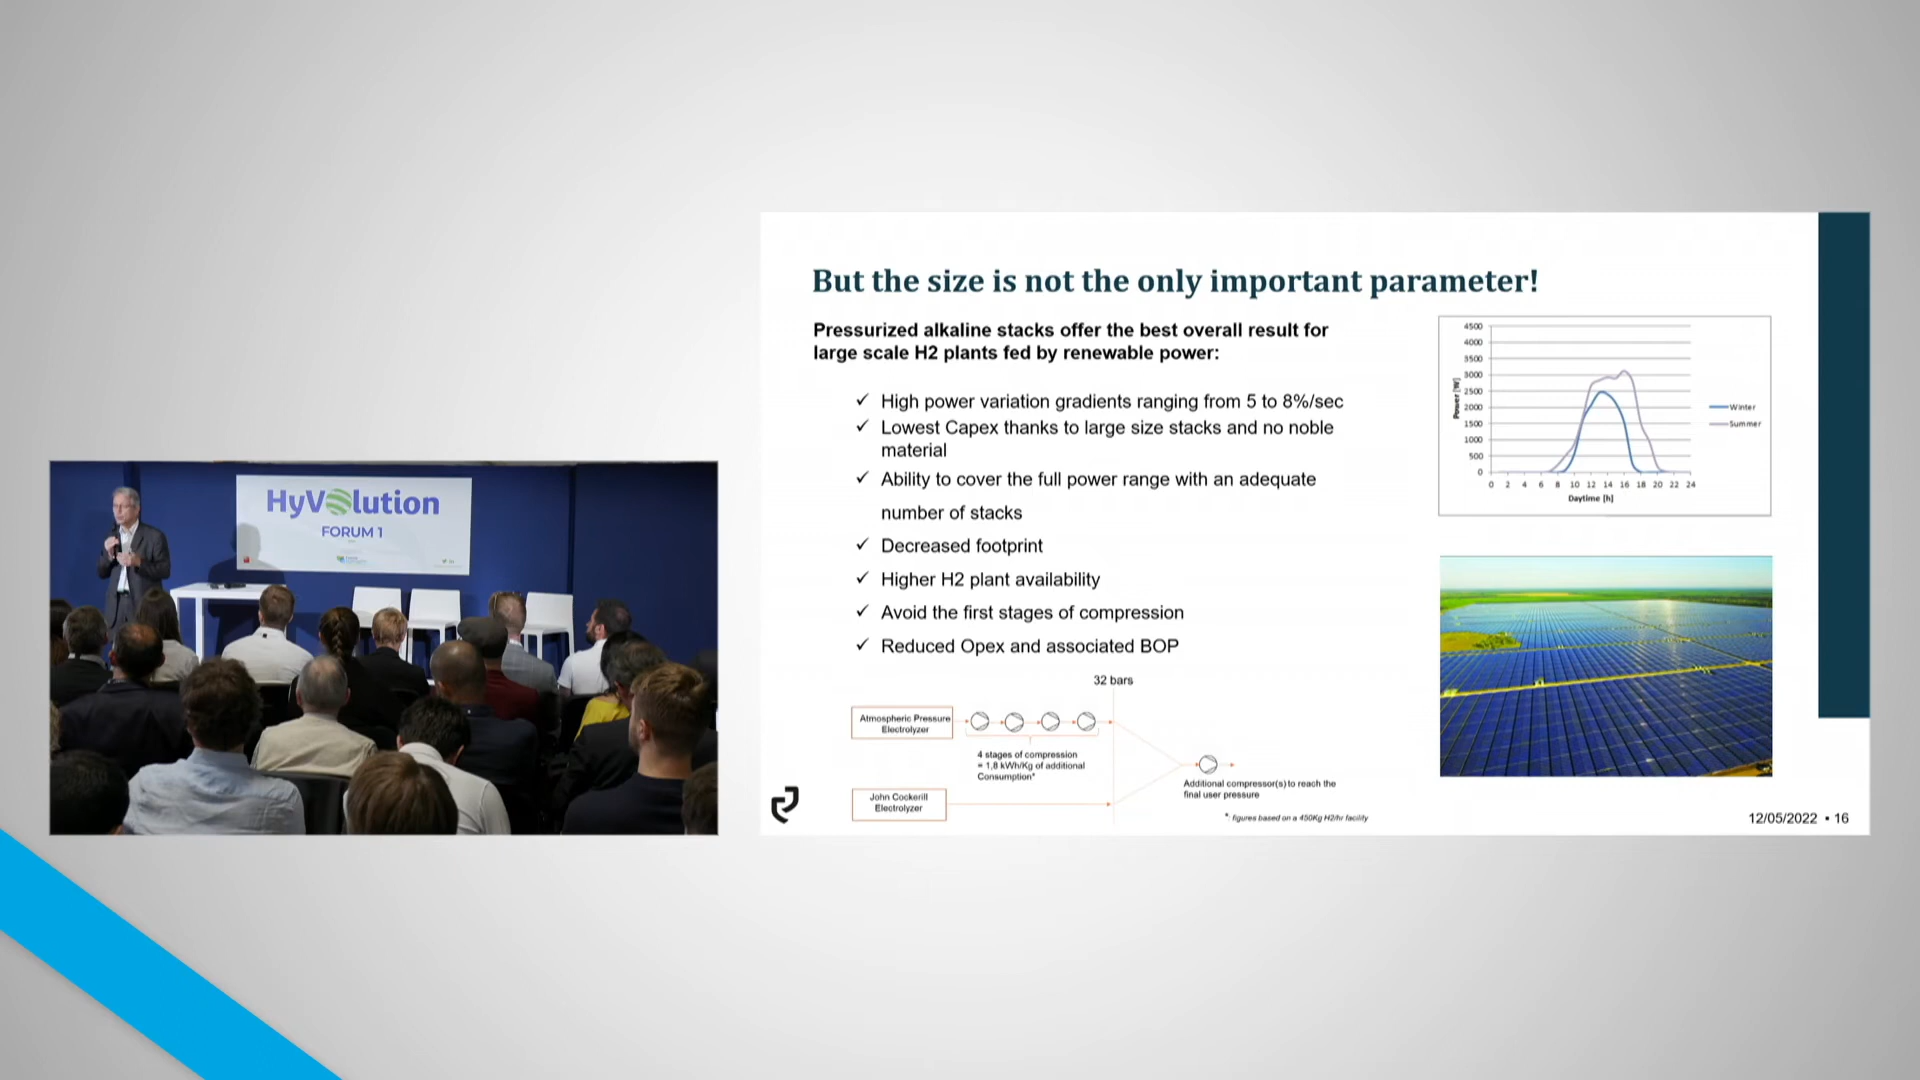 But the size is not the only important parameter!
Pressurized alkaline stacks offer the best overall result for
large scale H2 plants fed by renewable power:
✓ High power variation gradients ranging from 5 to 8%/sec
✓ Lowest Capex thanks to large size stacks and no noble
material
✓ Ability to cover the full power range with an adequate
number of stacks
✓ Decreased footprint
✓ Higher H2 plant availability
✓ Avoid the first stages of compression
✓ Reduced Opex and associated BOP
32 bars
Atmospheric Pressure
Electrolyzer
4 stages of compression
= 1,8 kWh/Kg of additional
Consumption*
John Cockerill
Electrolyzer
Additional compressor(s) to reach the
final user pressure
*: figures based on a 450Kg H2/hr facility
4500
4000
3500
3000
2500
2000
1500
1000
500
0
Power [W]
0 2 4 6 8 10 12 14 16 18 20 22 24
Daytime [h]
Winter
Summer
12/05/2022 • 16
HyVolution
FORUM 1